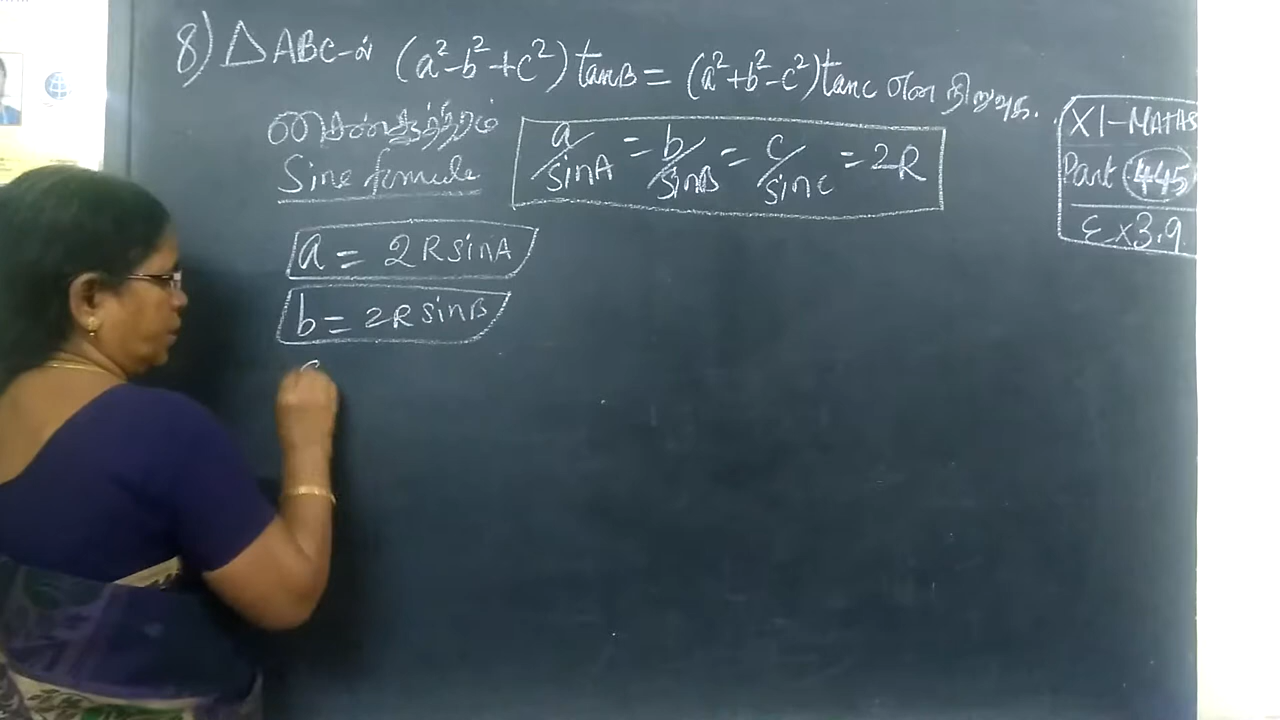 8) △ABC-ல் (a²-b²+c²) tanB = (a²+b²-c²) tanC என நிறுவுக.
சைன் சூத்திரம்
Sine formula
a/sinA = b/sinB = c/sinC = 2R
a = 2RsinA
b = 2RsinB
c
XI-MATHS
Part 445
Ex 3.9